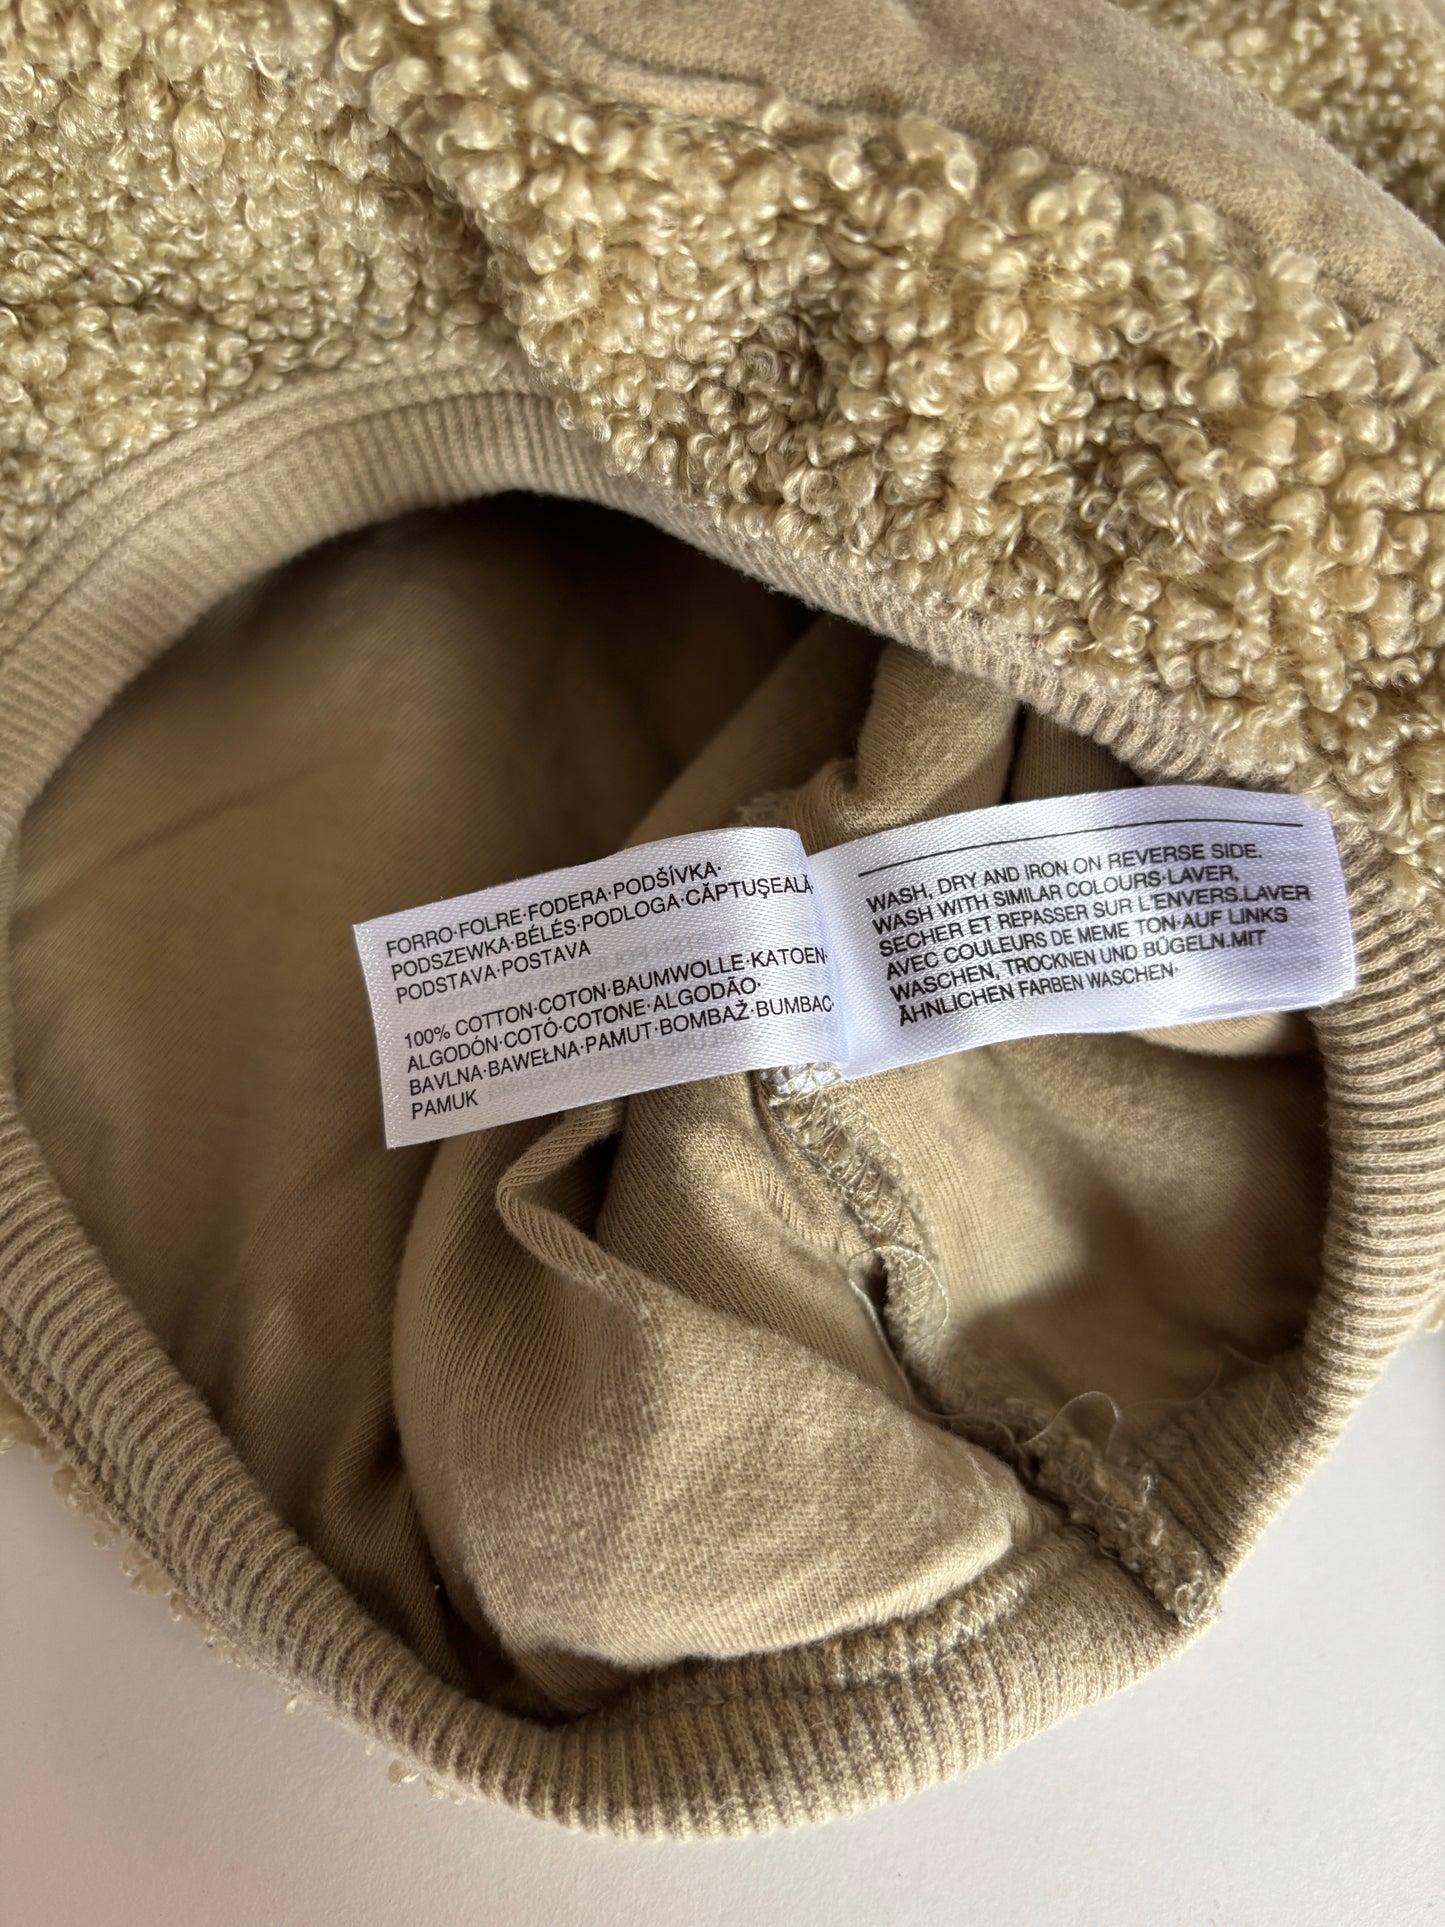 FORRO·FOLRE·FODERA·PODŠÍVKA·
PODSZEWKA·BÉLÉS·PODLOGA·CĂPTUŞEALĂ·
PODSTAVA·POSTAVA
100% COTTON·COTON·BAUMWOLLE·KATOEN·
ALGODÓN·COTÓ·COTONE·ALGODÃO·
BAVLNA·BAWEŁNA·PAMUT·BOMBAŽ·BUMBAC·
PAMUK
WASH, DRY AND IRON ON REVERSE SIDE.
WASH WITH SIMILAR COLOURS·LAVER,
SECHER ET REPASSER SUR L'ENVERS.LAVER
AVEC COULEURS DE MEME TON·AUF LINKS
WASCHEN, TROCKNEN UND BÜGELN.MIT
ÄHNLICHEN FARBEN WASCHEN·